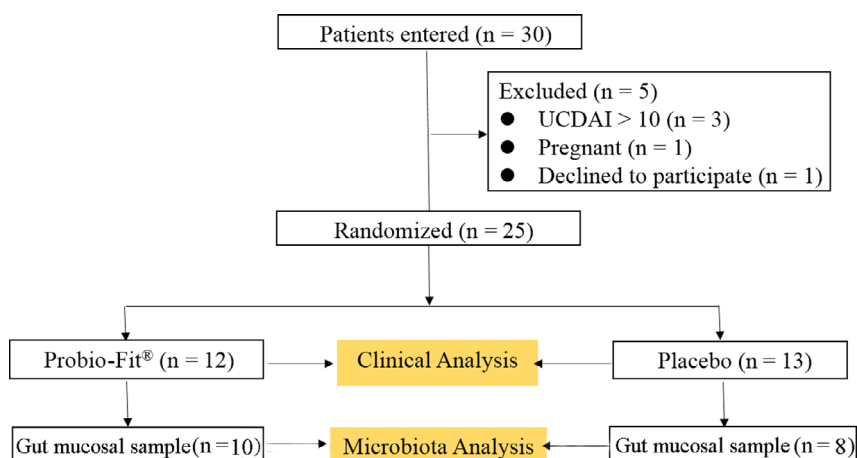 Patients entered (n = 30)
Excluded (n = 5)
● UCDAI > 10 (n = 3)
● Pregnant (n = 1)
● Declined to participate (n = 1)
Randomized (n = 25)
Probio-Fit® (n = 12)
Clinical Analysis
Placebo (n = 13)
Gut mucosal sample(n=10)
Microbiota Analysis
Gut mucosal sample (n=8)